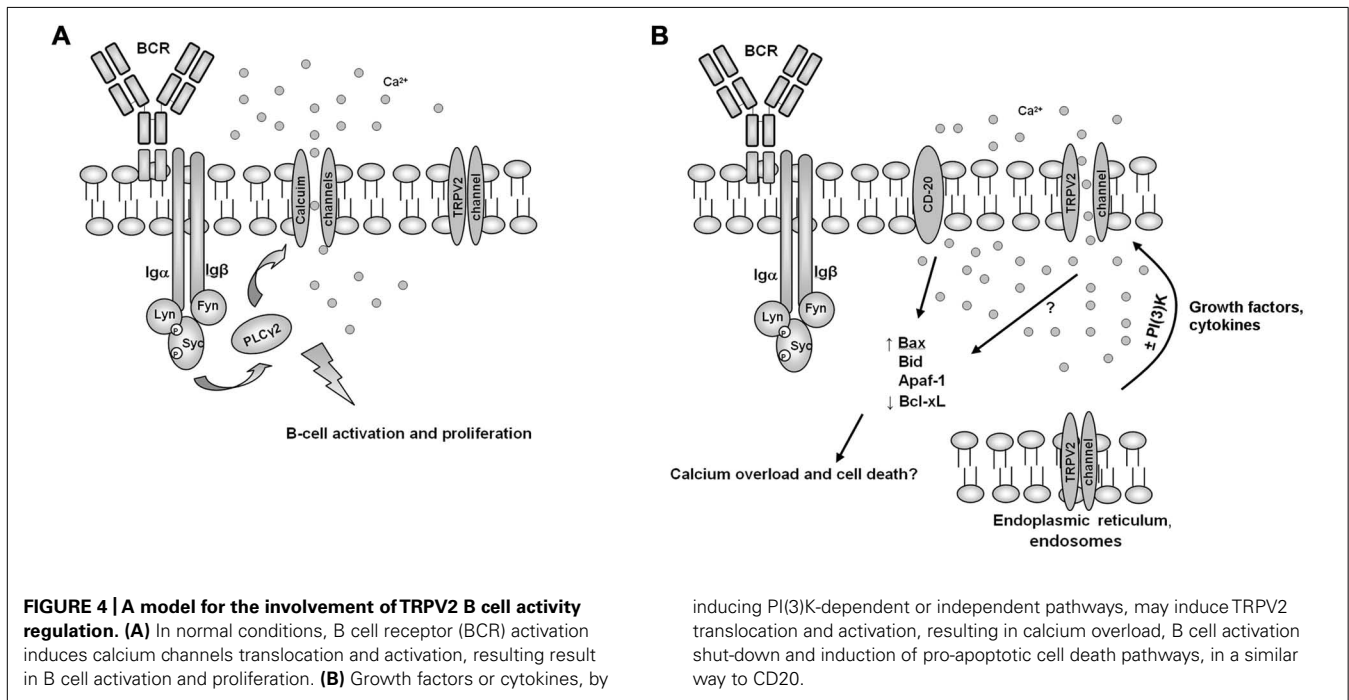 A
BCR
Ca²⁺
Calcuim
channels
TRPV2
channel
Igα
Igβ
Lyn
Fyn
P
Syc
P
PLCγ2
B-cell activation and proliferation
B
BCR
Ca²⁺
CD-20
TRPV2
channel
Igα
Igβ
Lyn
Fyn
P
Syc
P
?
↑ Bax
Bid
Apaf-1
↓ Bcl-xL
± PI(3)K
Growth factors,
cytokines
Calcium overload and cell death?
TRPV2
channel
Endoplasmic reticulum,
endosomes
FIGURE 4 | A model for the involvement of TRPV2 B cell activity
regulation. (A) In normal conditions, B cell receptor (BCR) activation
induces calcium channels translocation and activation, resulting result
in B cell activation and proliferation. (B) Growth factors or cytokines, by
inducing PI(3)K-dependent or independent pathways, may induce TRPV2
translocation and activation, resulting in calcium overload, B cell activation
shut-down and induction of pro-apoptotic cell death pathways, in a similar
way to CD20.